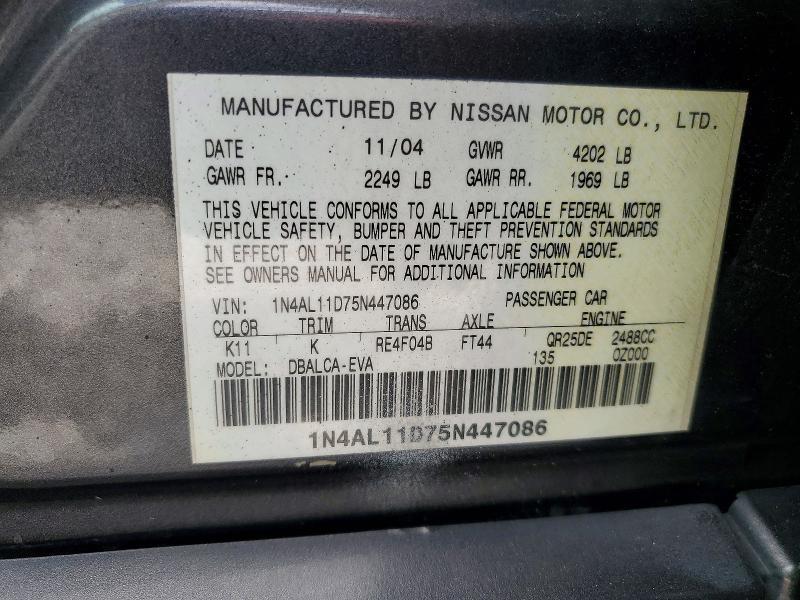 MANUFACTURED BY NISSAN MOTOR CO., LTD.
DATE 11/04 GVWR 4202 LB
GAWR FR. 2249 LB GAWR RR. 1969 LB
THIS VEHICLE CONFORMS TO ALL APPLICABLE FEDERAL MOTOR
VEHICLE SAFETY, BUMPER AND THEFT PREVENTION STANDARDS
IN EFFECT ON THE DATE OF MANUFACTURE SHOWN ABOVE.
SEE OWNERS MANUAL FOR ADDITIONAL INFORMATION
VIN: 1N4AL11D75N447086 PASSENGER CAR
COLOR TRIM TRANS AXLE ENGINE
K11 K RE4F04B FT44 QR25DE 2488CC
MODEL: DBALCA-EVA 135 0Z000
1N4AL11D75N447086